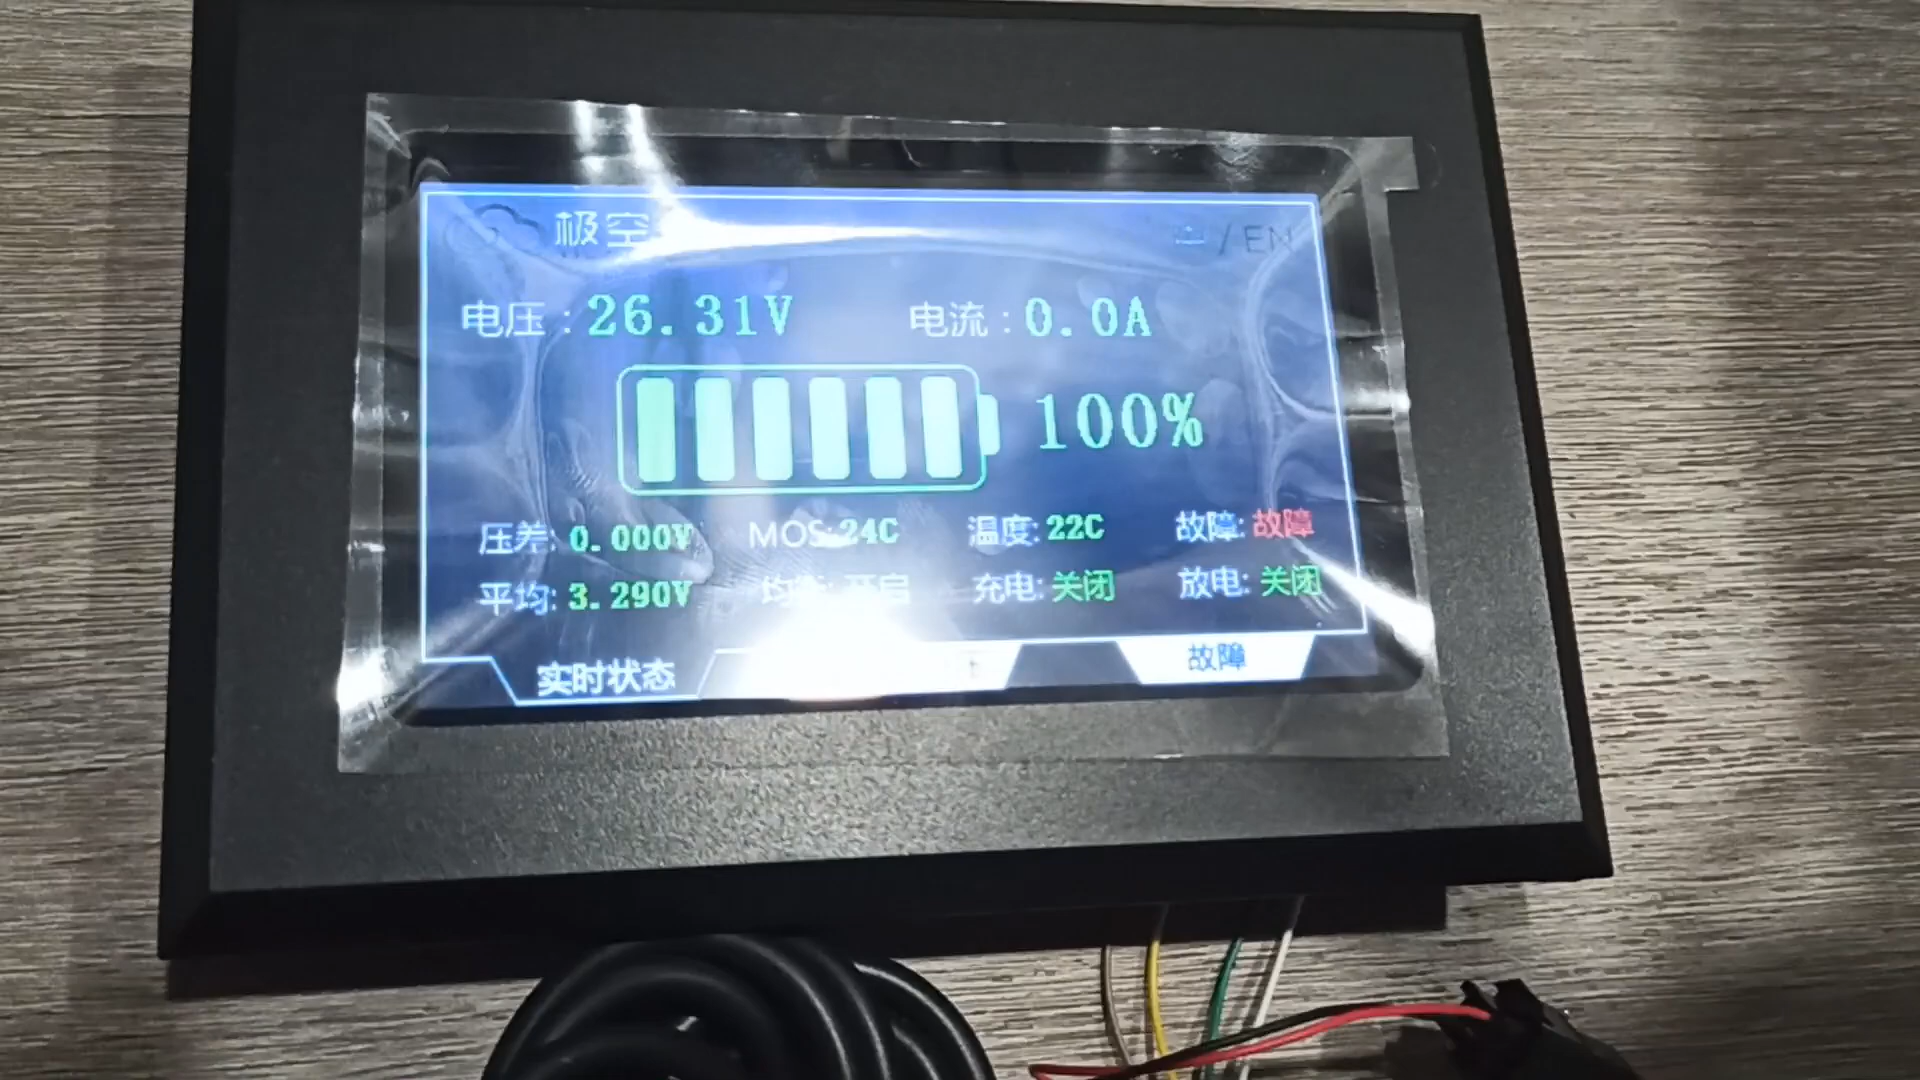 极空
/ EN
电压 : 26.31V 电流 : 0.0A
100%
压差: 0.000V MOS: 24C 温度: 22C 故障: 故障
平均: 3.290V 均衡: 开启 充电: 关闭 放电: 关闭
实时状态 故障